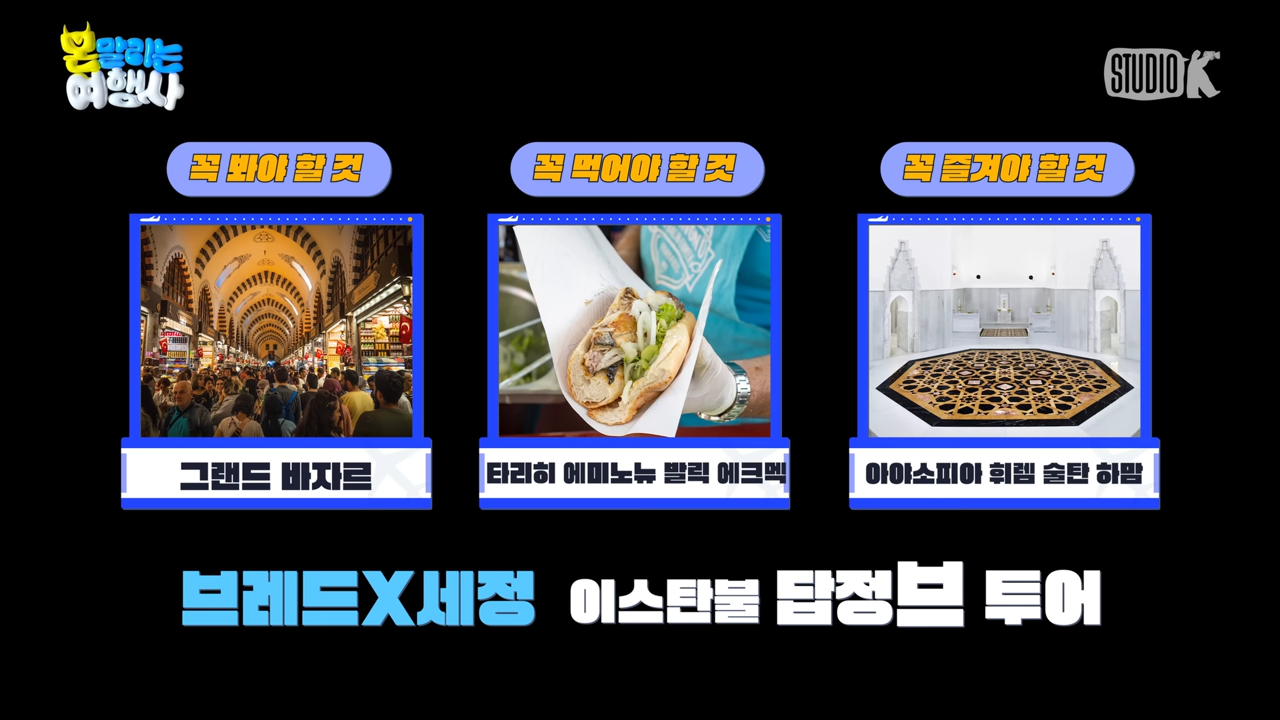 몬말리는
여행사
STUDIO K
꼭 봐야 할 것
꼭 먹어야 할 것
꼭 즐겨야 할 것
그랜드 바자르
타리히 에미노뉴 발릭 에크멕
아야소피아 휘렘 술탄 하맘
브레드X세정 이스탄불 답정브 투어